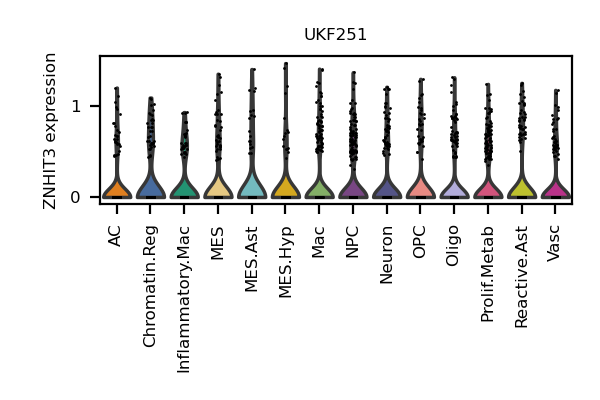 UKF251
ZNHIT3 expression
1
0
AC
Chromatin.Reg
Inflammatory.Mac
MES
MES.Ast
MES.Hyp
Mac
NPC
Neuron
OPC
Oligo
Prolif.Metab
Reactive.Ast
Vasc